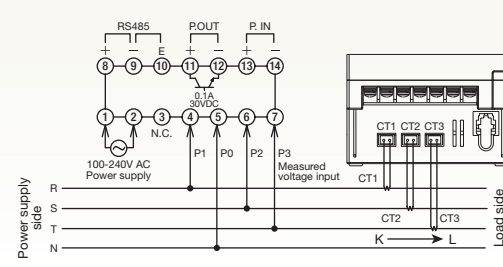 RS485 P.OUT P. IN
+ − E + − + −
8 9 10 11 12 13 14
0.1A
30VDC
1 2 3 4 5 6 7
N.C.
100-240V AC
Power supply
P1 P0 P2 P3
Measured
voltage input
CT1 CT2 CT3
CT1
CT2 CT3
K L
Power supply
side
R
S
T
N
Load side